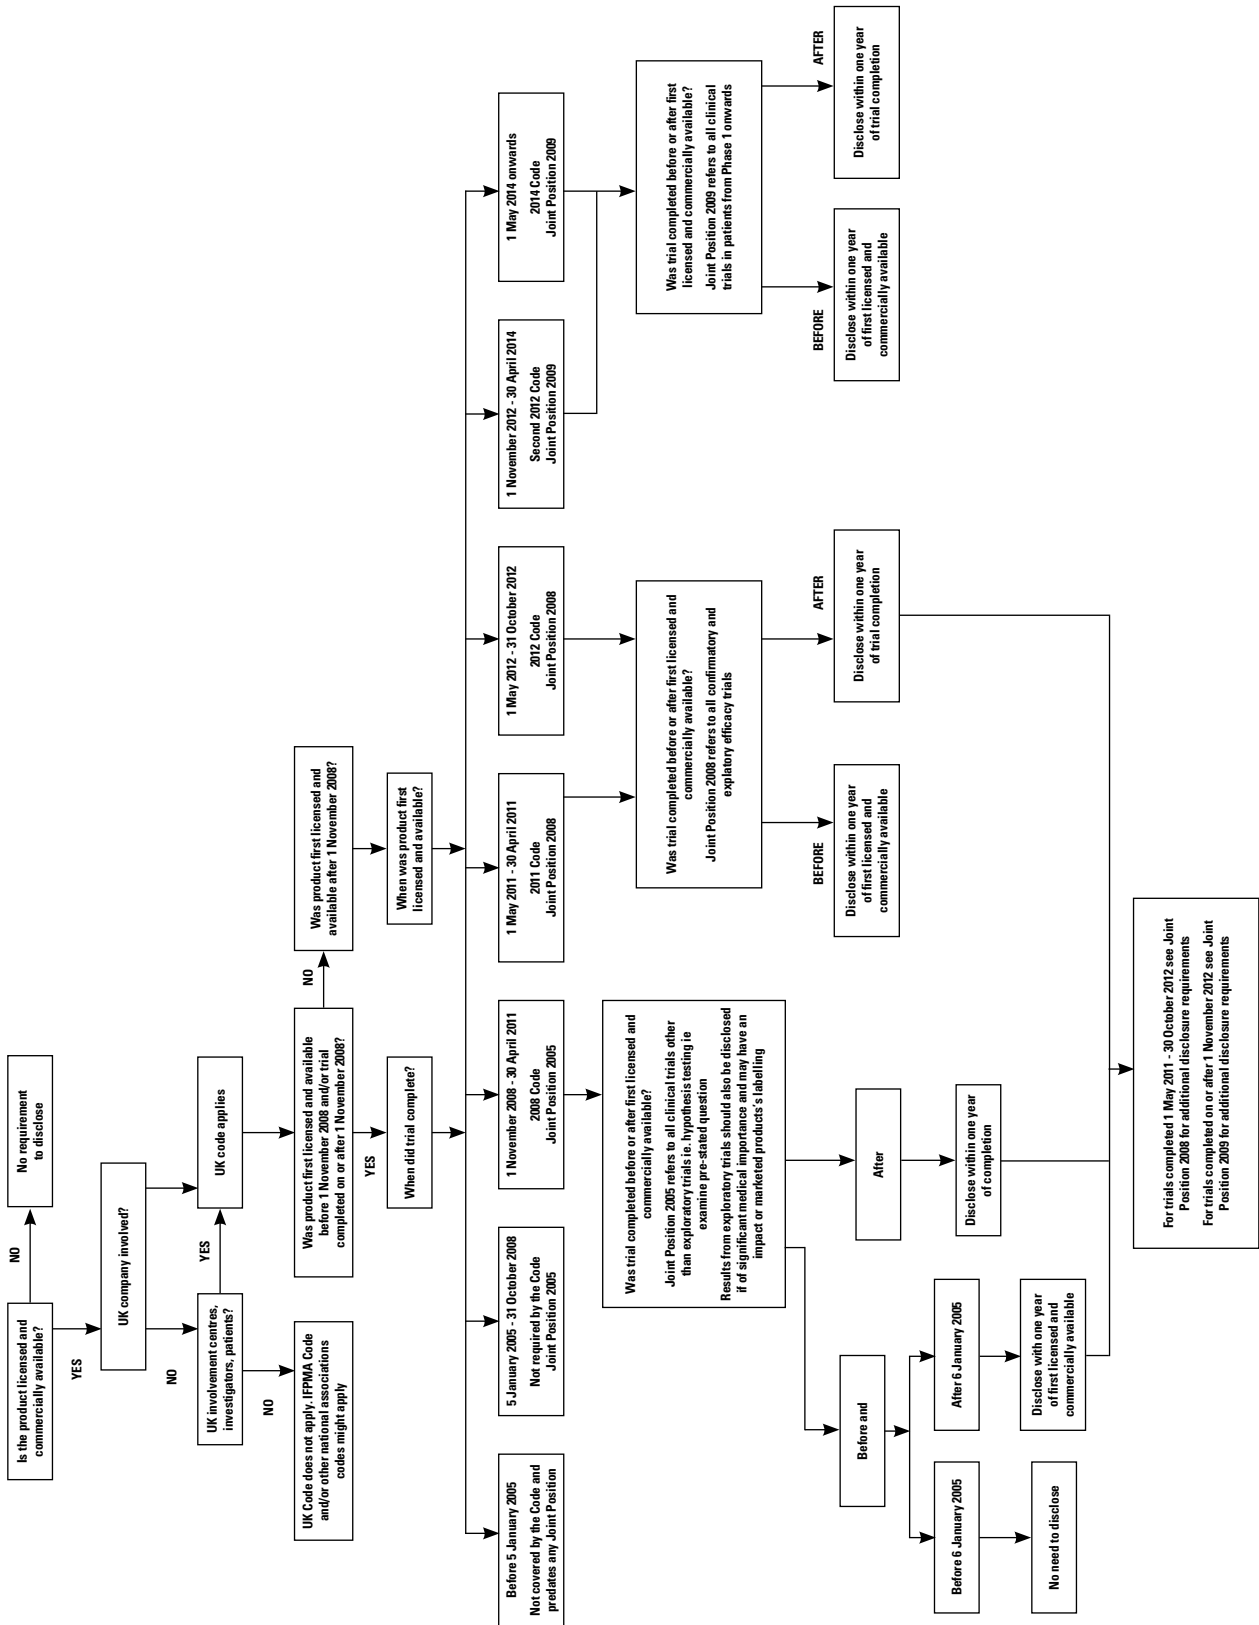 Is the product licensed and
commercially available?
NO
No requirement
to disclose
YES
UK company involved?
NO
UK involvement centres,
investigators, patients?
YES
UK code applies
NO
UK Code does not apply. IFPMA Code
and/or other national associations
codes might apply
Was product first licensed and available
before 1 November 2008 and/or trial
completed on or after 1 November 2008?
NO
Was product first licensed and
available after 1 November 2008?
YES
When did trial complete?
When was product first
licensed and available?
Before 5 January 2005
Not covered by the Code and
predates any Joint Position
5 January 2005 - 31 October 2008
Not required by the Code
Joint Position 2005
1 November 2008 - 30 April 2011
2008 Code
Joint Position 2005
1 May 2011 - 30 April 2011
2011 Code
Joint Position 2008
1 May 2012 - 31 October 2012
2012 Code
Joint Position 2008
1 November 2012 - 30 April 2014
Second 2012 Code
Joint Position 2009
1 May 2014 onwards
2014 Code
Joint Position 2009
Was trial completed before or after first licensed and
commercially available?
Joint Position 2005 refers to all clinical trials other
than exploratory trials ie. hypothesis testing ie
examine pre-stated question
Results from exploratory trials should also be disclosed
if of significant medical importance and may have an
impact or marketed products's labelling
Was trial completed before or after first licensed and
commercially available?
Joint Position 2008 refers to all confirmatory and
explatory efficacy trials
Was trial completed before or after first
licensed and commercially available?
Joint Position 2009 refers to all clinical
trials in patients from Phase 1 onwards
Before and
After
BEFORE
AFTER
BEFORE
AFTER
Before 6 January 2005
After 6 January 2005
Disclose within one year
of completion
Disclose within one year
of first licensed and
commercially available
Disclose within one year
of trial completion
Disclose within one year
of first licensed and
commercially available
Disclose within one year
of trial completion
No need to disclose
Disclose with one year
of first licensed and
commercially available
For trials completed 1 May 2011 - 30 October 2012 see Joint
Position 2008 for additional disclosure requirements
For trials completed on or after 1 November 2012 see Joint
Position 2009 for additional disclosure requirements